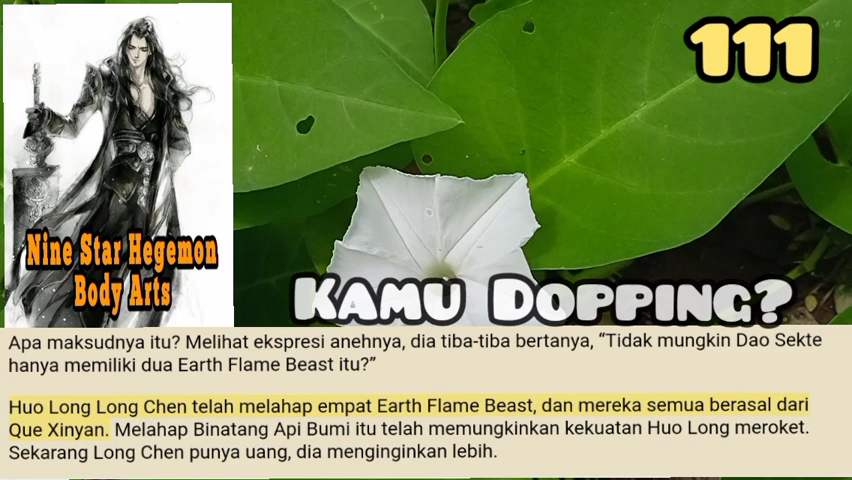 111
Nine Star Hegemon
Body Arts
Kamu Dopping?
Apa maksudnya itu? Melihat ekspresi anehnya, dia tiba-tiba bertanya, “Tidak mungkin Dao Sekte
hanya memiliki dua Earth Flame Beast itu?”
Huo Long Long Chen telah melahap empat Earth Flame Beast, dan mereka semua berasal dari
Que Xinyan. Melahap Binatang Api Bumi itu telah memungkinkan kekuatan Huo Long meroket.
Sekarang Long Chen punya uang, dia menginginkan lebih.